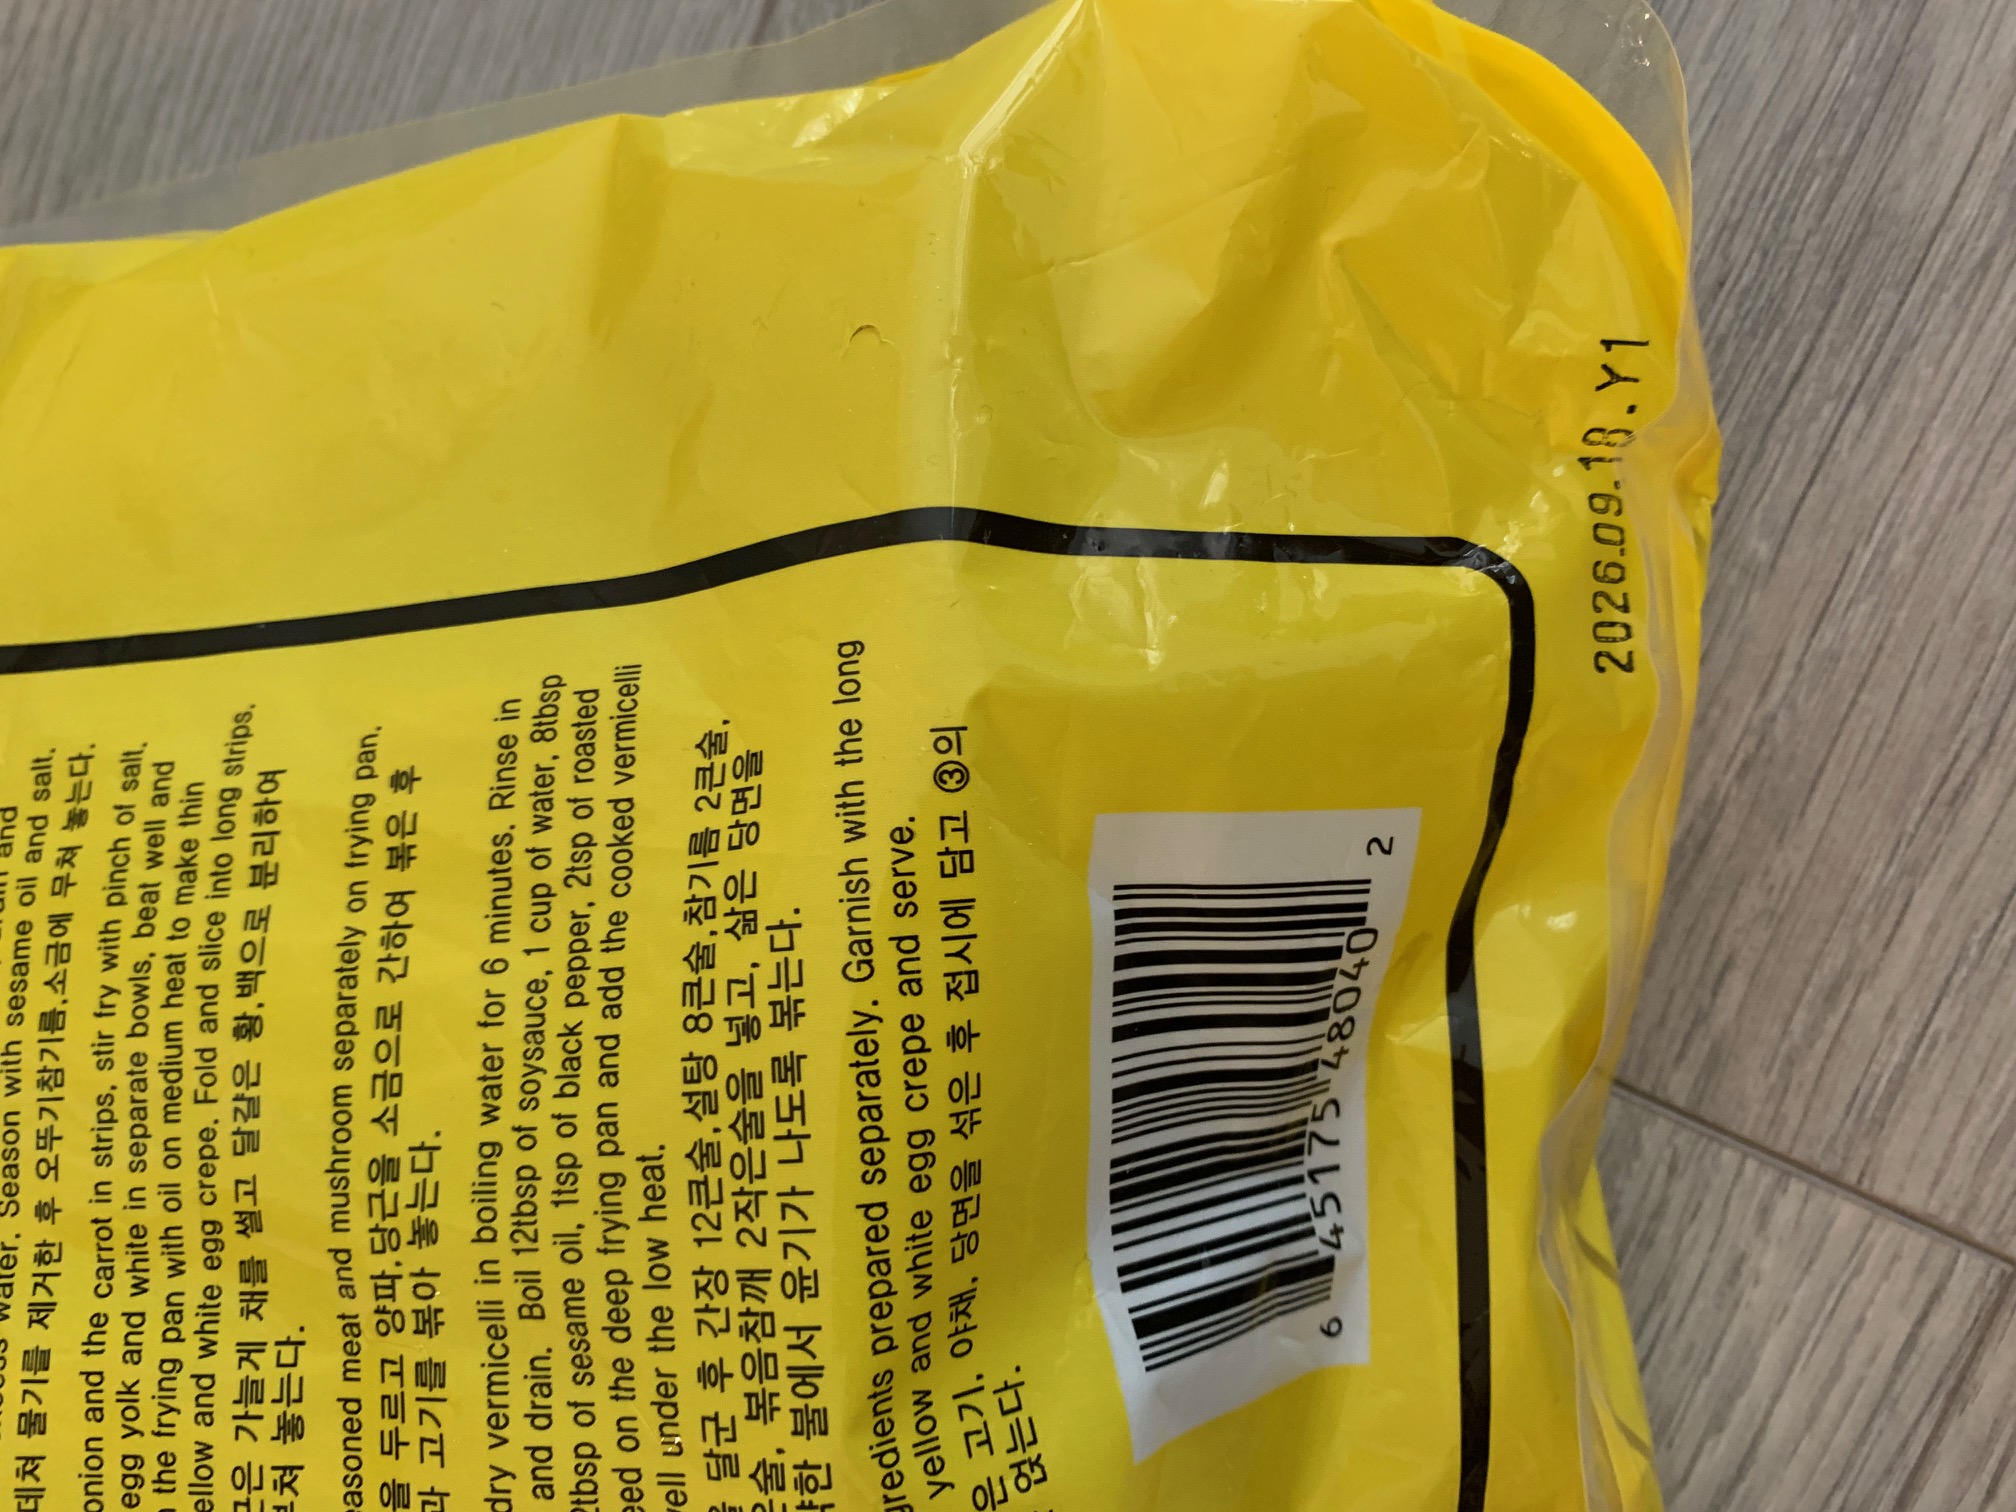 and
water. Season with sesame oil and salt.
데쳐 물기를 제거한 후 오뚜기참기름,소금에 무쳐 놓는다.
onion and the carrot in strips, stir fry with pinch of salt.
egg yolk and white in separate bowls, beat well and
the frying pan with oil on medium heat to make thin
and white egg crepe. Fold and slice into long strips.
가늘게 채를 썰고 달걀은 황,백으로 분리하여
놓는다.
meat and mushroom separately on frying pan.
두르고 양파,당근을 소금으로 간하여 볶은 후
고기를 볶아 놓는다.
dry vermicelli in boiling water for 6 minutes. Rinse in
and drain. Boil 12tbsp of soysauce, 1 cup of water, 8tbsp
2tbsp of sesame oil, 1tsp of black pepper, 2tsp of roasted
on the deep frying pan and add the cooked vermicelli
under the low heat.
달군 후 간장 12큰술,설탕 8큰술,참기름 2큰술,
볶음참깨 2작은술을 넣고, 삶은 당면을
불에서 윤기가 나도록 볶는다.
prepared separately. Garnish with the long
yellow and white egg crepe and serve.
고기, 야채, 당면을 섞은 후 접시에 담고 ③의
얹는다.
6 45175 48040 2
2026.09.18.Y1